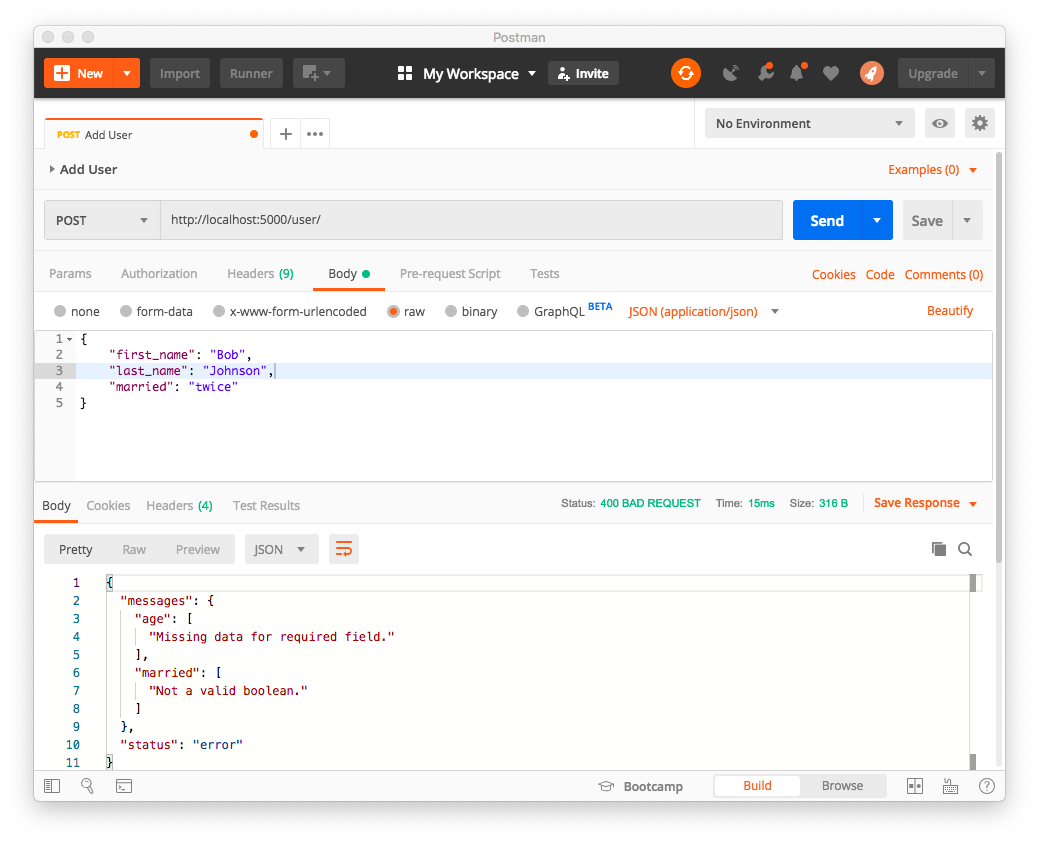 Postman
New Import Runner My Workspace Invite Upgrade
POST Add User No Environment
Add User Examples (0)
POST http://localhost:5000/user/ Send Save
Params Authorization Headers (9) Body Pre-request Script Tests Cookies Code Comments (0)
none form-data x-www-form-urlencoded raw binary GraphQL BETA JSON (application/json) Beautify
1 {
2 "first_name": "Bob",
3 "last_name": "Johnson",
4 "married": "twice"
5 }
Body Cookies Headers (4) Test Results Status: 400 BAD REQUEST Time: 15ms Size: 316 B Save Response
Pretty Raw Preview JSON
1 {
2 "messages": {
3 "age": [
4 "Missing data for required field."
5 ],
6 "married": [
7 "Not a valid boolean."
8 ]
9 },
10 "status": "error"
11 }
Bootcamp Build Browse